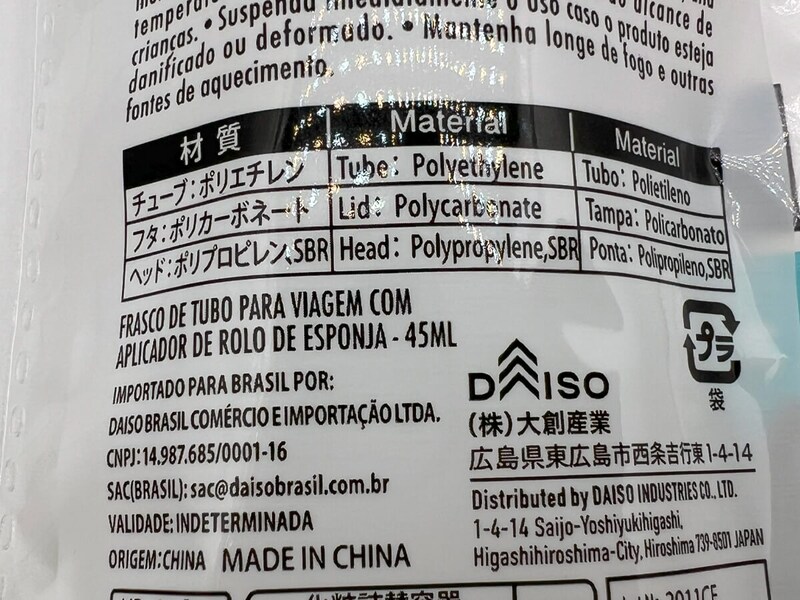 crianças. • Suspenda imediatamente o uso caso o produto esteja
danificado ou deformado. • Mantenha longe de fogo e outras
fontes de aquecimento.
材質 Material Material
チューブ:ポリエチレン Tube: Polyethylene Tubo: Polietileno
フタ:ポリカーボネート Lid: Polycarbonate Tampa: Policarbonato
ヘッド:ポリプロピレン、SBR Head: Polypropylene,SBR Ponta: Polipropileno,SBR
FRASCO DE TUBO PARA VIAGEM COM
APLICADOR DE ROLO DE ESPONJA - 45ML
IMPORTADO PARA BRASIL POR:
DAISO BRASIL COMÉRCIO E IMPORTAÇÃO LTDA.
CNPJ: 14.987.685/0001-16
SAC(BRASIL): sac@daisobrasil.com.br
VALIDADE: INDETERMINADA
ORIGEM: CHINA MADE IN CHINA
プラ
袋
DAISO
(株)大創産業
広島県東広島市西条吉行東1-4-14
Distributed by DAISO INDUSTRIES CO., LTD.
1-4-14 Saijo-Yoshiyukihigashi,
Higashihiroshima-City, Hiroshima 739-8501 JAPAN